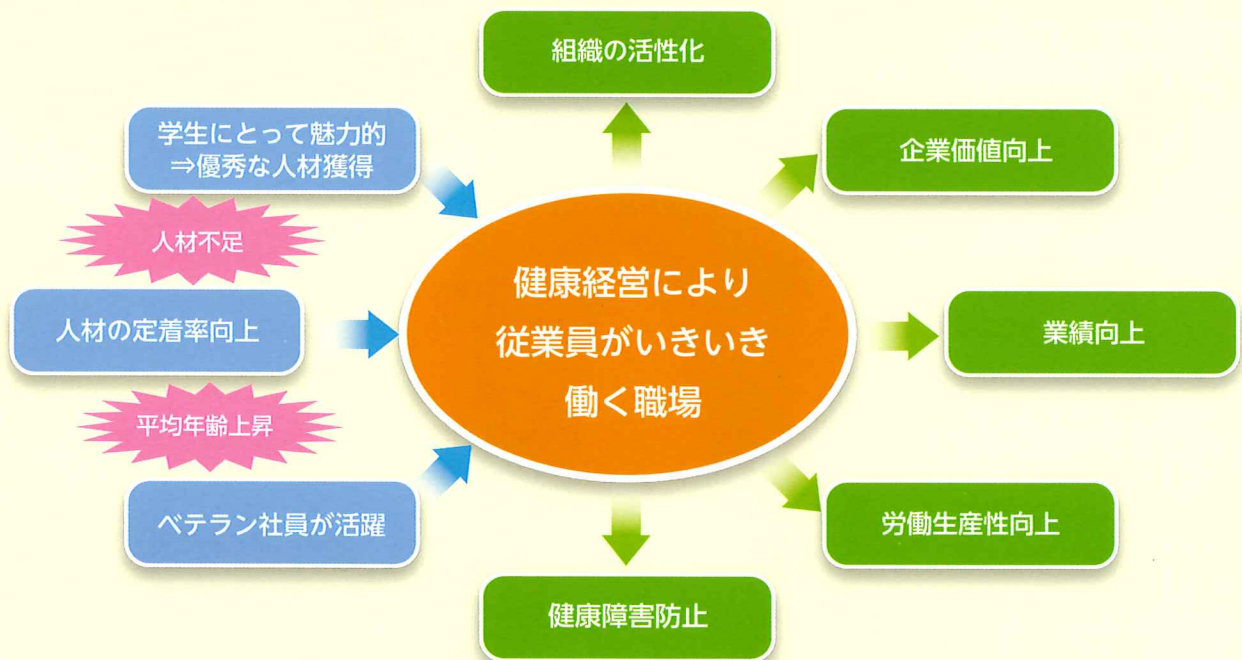 組織の活性化
学生にとって魅力的
⇒優秀な人材獲得
企業価値向上
人材不足
健康経営により
従業員がいきいき
働く職場
人材の定着率向上
業績向上
平均年齢上昇
ベテラン社員が活躍
労働生産性向上
健康障害防止